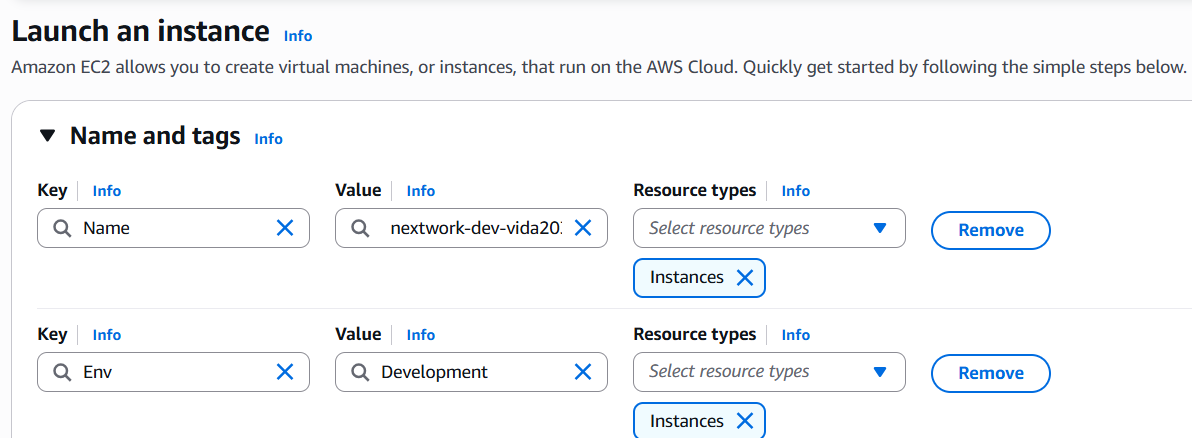 Launch an instance Info
Amazon EC2 allows you to create virtual machines, or instances, that run on the AWS Cloud. Quickly get started by following the simple steps below.
Name and tags Info
Key Info Value Info Resource types Info
Name nextwork-dev-vida20 Select resource types Remove
Instances
Key Info Value Info Resource types Info
Env Development Select resource types Remove
Instances